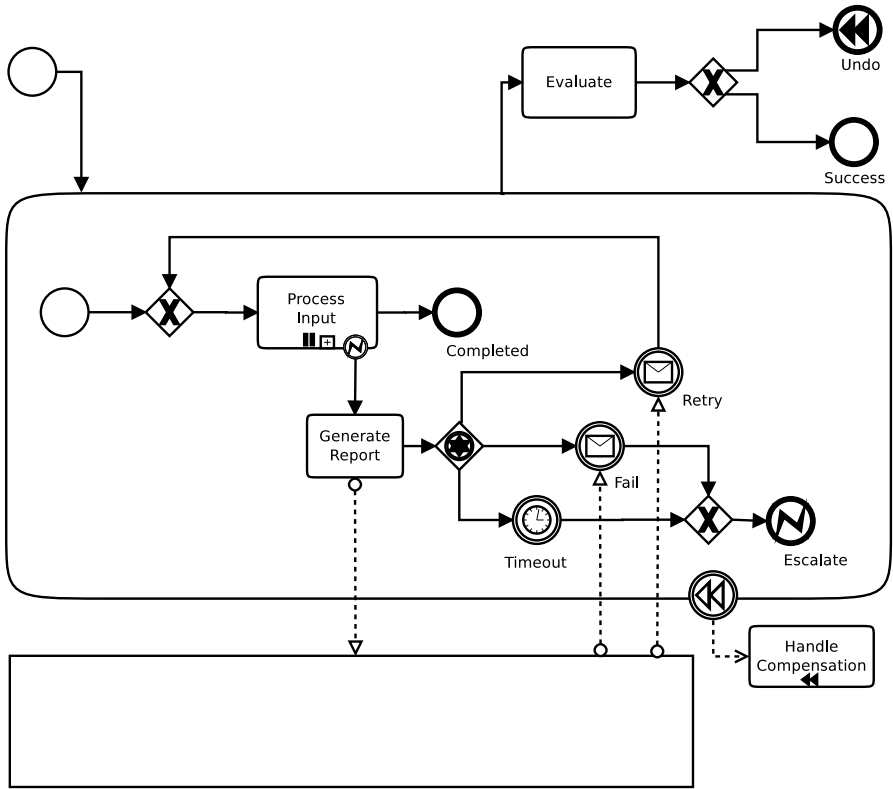 Undo
Evaluate
Success
Process
Input
Completed
Retry
Generate
Report
Fail
Timeout
Escalate
Handle
Compensation